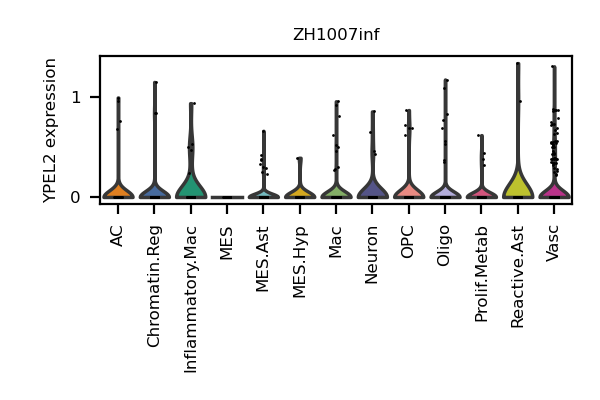 ZH1007inf
YPEL2 expression
1
0
AC
Chromatin.Reg
Inflammatory.Mac
MES
MES.Ast
MES.Hyp
Mac
Neuron
OPC
Oligo
Prolif.Metab
Reactive.Ast
Vasc